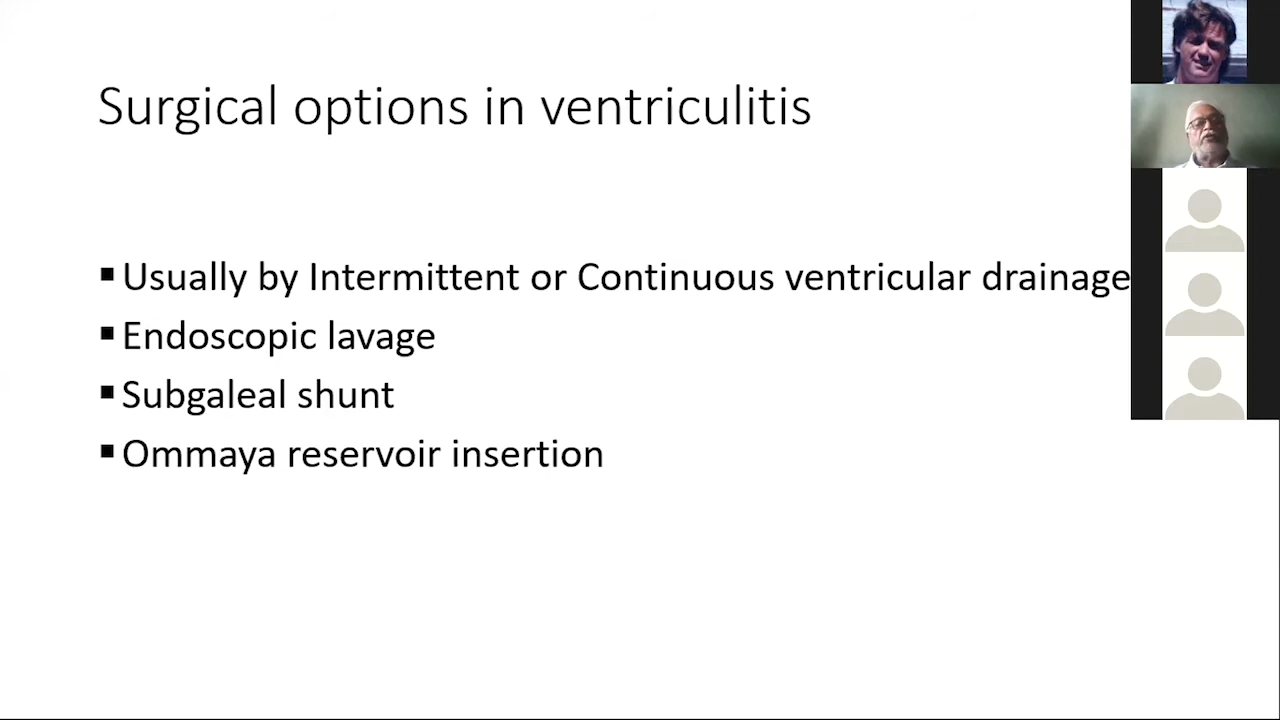 Surgical options in ventriculitis
▪ Usually by Intermittent or Continuous ventricular drainage
▪ Endoscopic lavage
▪ Subgaleal shunt
▪ Ommaya reservoir insertion